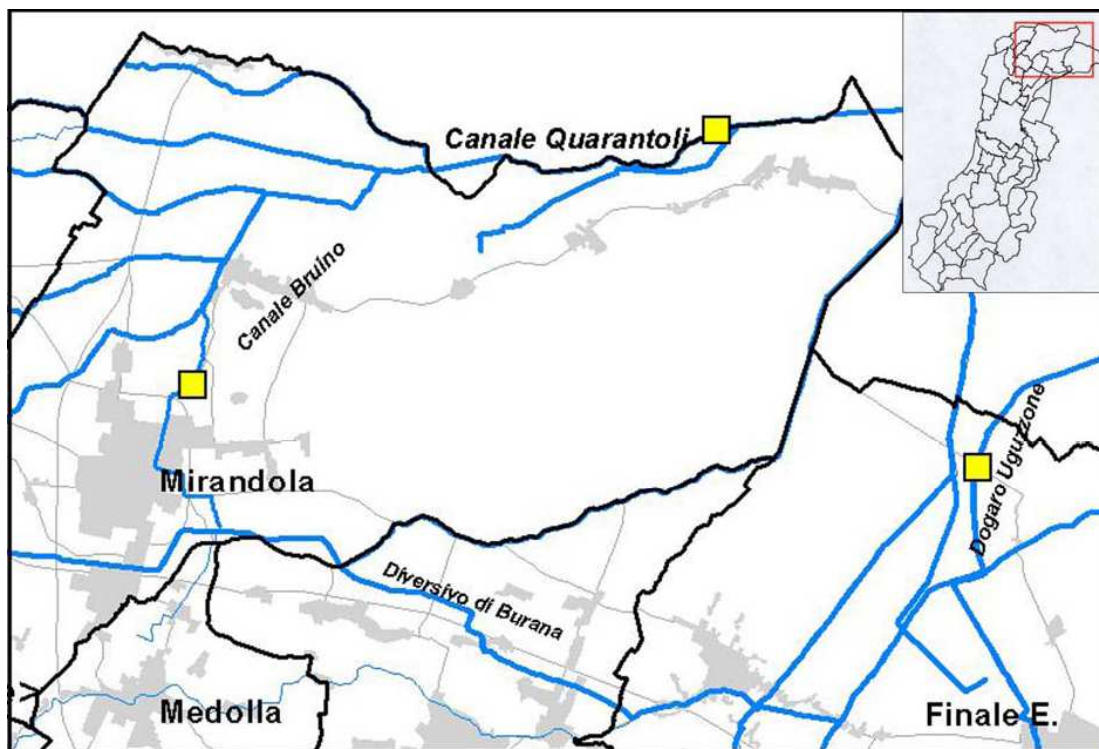 Canale Quarantoli
Canale Bruino
Mirandola
Dogaro Uguzzone
Diversivo di Burana
Medolla
Finale E.